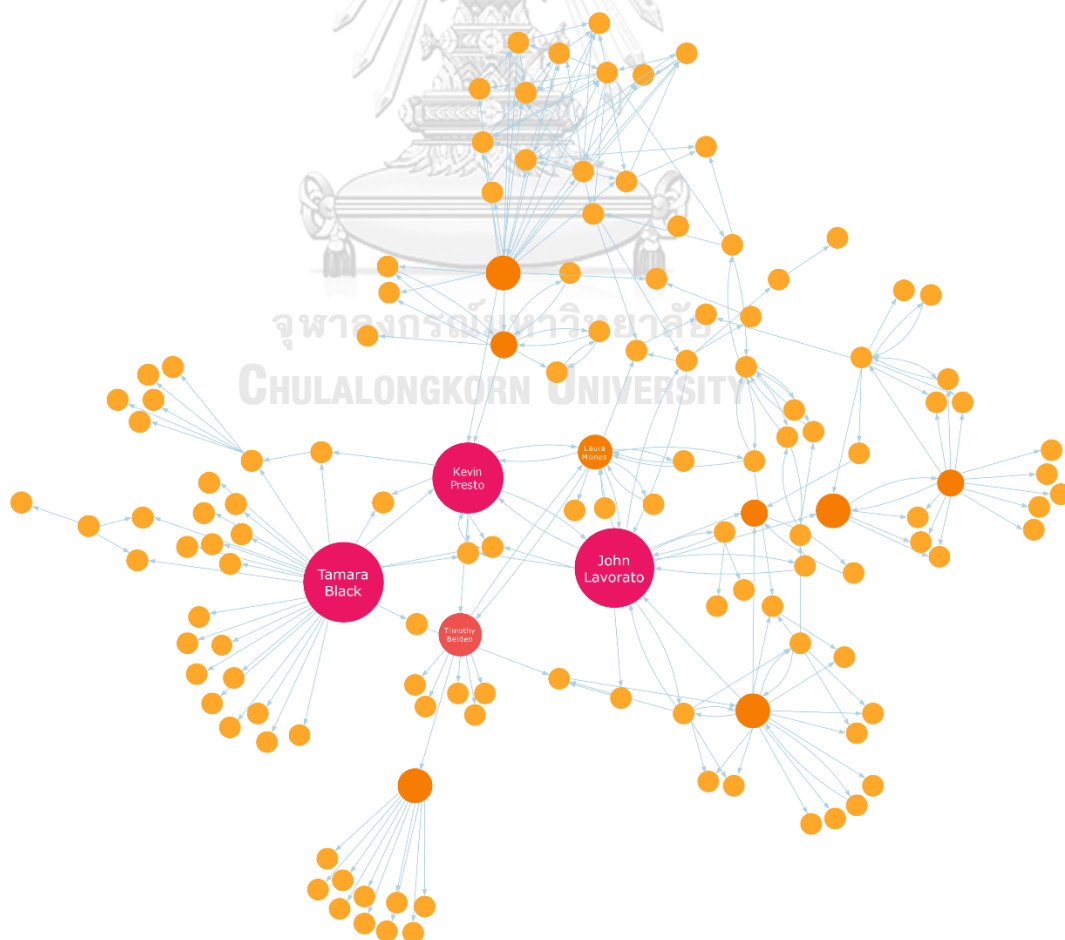 จุฬาลงกรณ์มหาวิทยาลัย
CHULALONGKORN UNIVERSITY
Laura
Monas
Kevin
Presto
John
Lavorato
Tamara
Black
Timothy
Belden